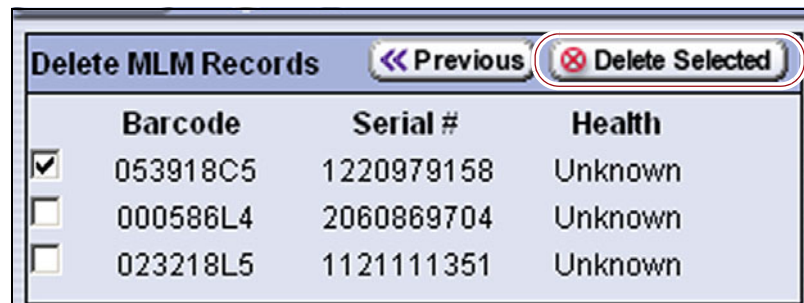 Delete MLM Records Previous Delete Selected
Barcode Serial # Health
053918C5 1220979158 Unknown
000586L4 2060869704 Unknown
023218L5 1121111351 Unknown